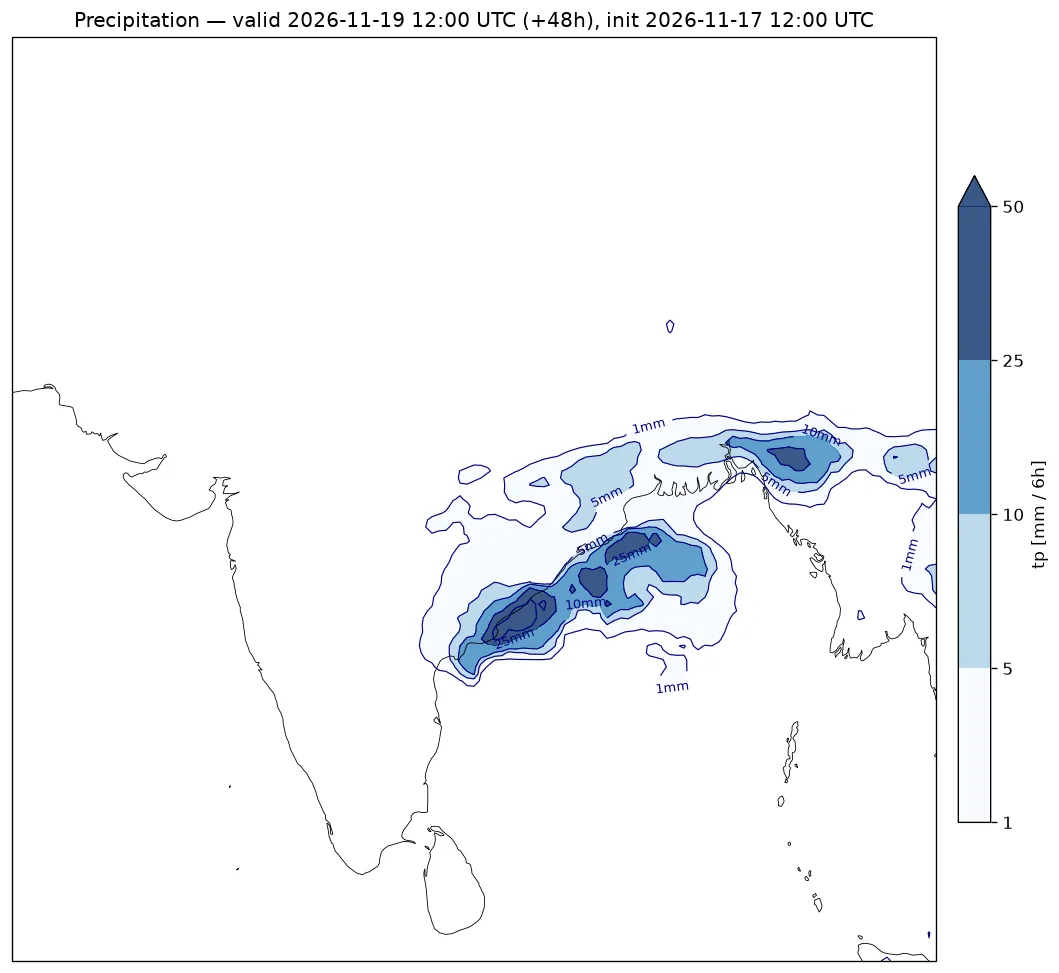 Precipitation — valid 2026-11-19 12:00 UTC (+48h), init 2026-11-17 12:00 UTC
50
25
10
5
1
tp [mm / 6h]
1mm
10mm
5mm
5mm
5mm
5mm
25mm
1mm
10mm
25mm
1mm